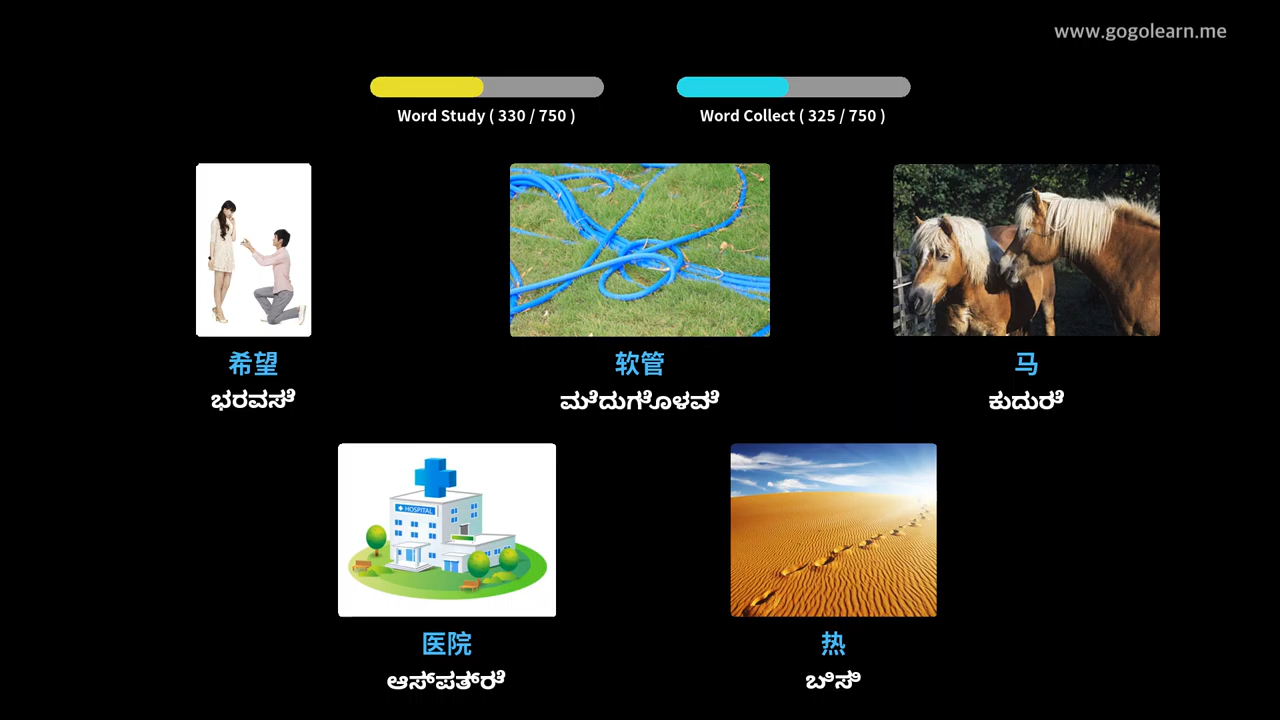 www.gogolearn.me
Word Study ( 330 / 750 )
Word Collect ( 325 / 750 )
希望
ಭರವಸೆ
软管
ಮೆದುಗೊಳವೆ
马
ಕುದುರೆ
HOSPITAL
医院
ಆಸ್ಪತ್ರೆ
热
ಬಿಸಿ